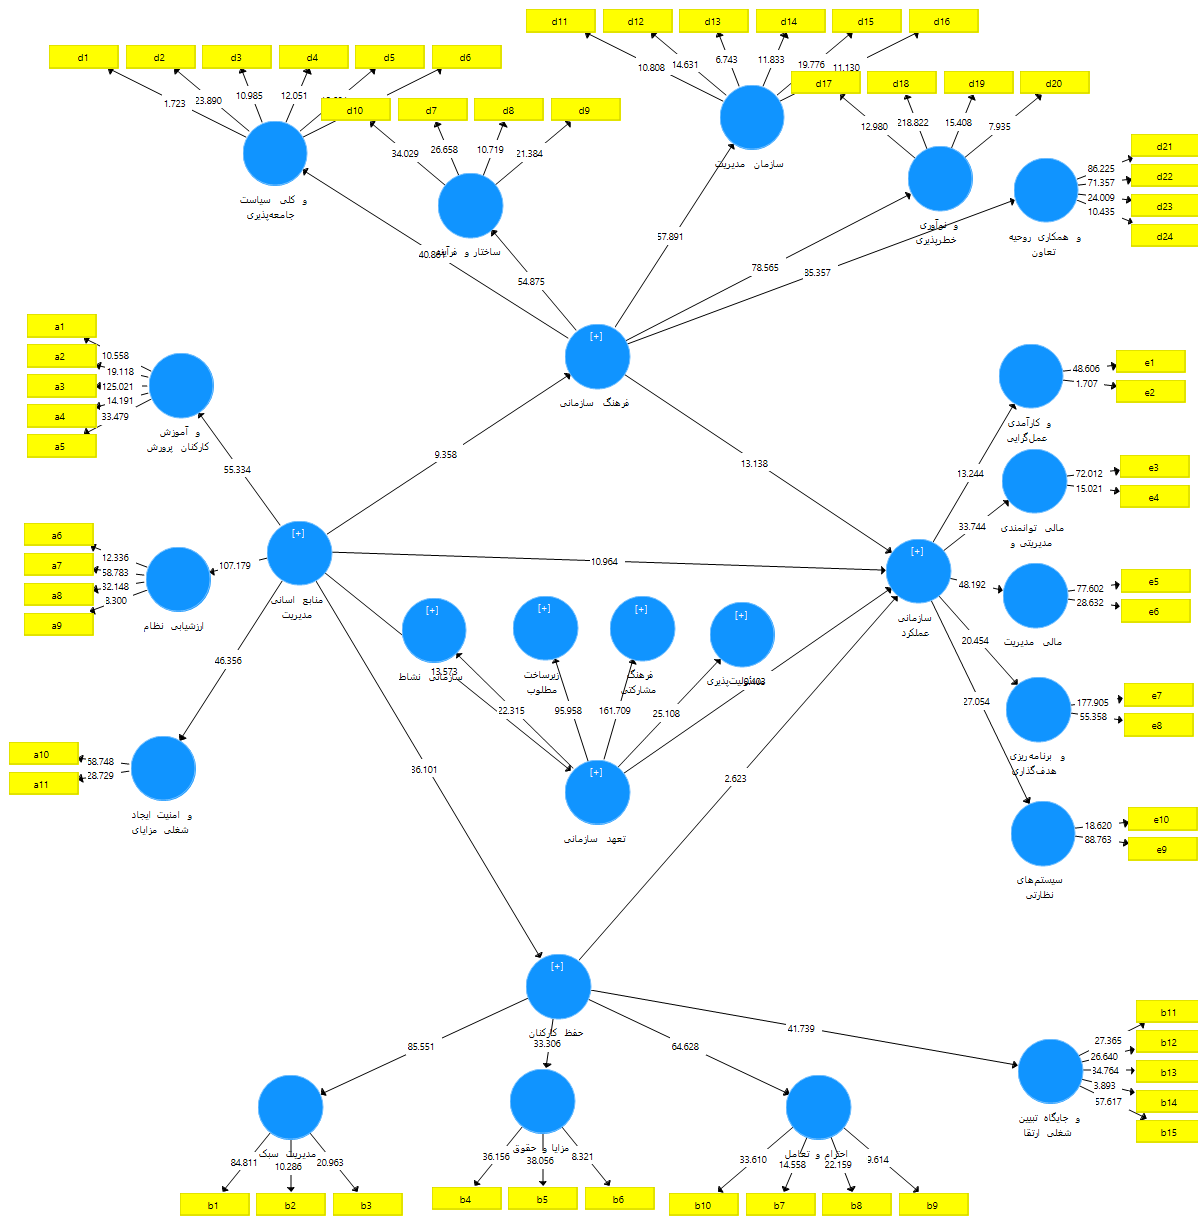 d11
d12
d13
d14
d15
d16
10.808
14.631
6.743
11.833
19.776
11.130
d1
d2
d3
d4
d5
d6
1.723
23.890
10.985
12.051
d10
d7
d8
d9
34.029
26.658
10.719
21.384
d17
d18
d19
d20
12.980
218.822
15.408
7.935
d21
d22
d23
d24
86.225
71.357
24.009
10.435
و کلی سیاست
جامعه‌پذیری
ساختار و فرآیند
سازمان مدیریت
و نوآوری
خطرپذیری
و همکاری روحیه
تعاون
40.861
54.875
57.891
78.565
85.357
[+]
فرهنگ سازمانی
a1
a2
a3
a4
a5
10.558
19.118
125.021
14.191
33.479
و آموزش
کارکنان پرورش
55.334
9.358
13.138
e1
e2
48.606
1.707
و کارآمدی
عمل‌گرایی
13.244
e3
e4
72.012
15.021
مالی توانمندی
مدیریتی و
33.744
a6
a7
a8
a9
12.336
58.783
32.148
8.300
ارزشیابی نظام
107.179
[+]
منابع اسانی
مدیریت
10.964
[+]
سازمانی
عملکرد
48.192
e5
e6
77.602
28.632
مالی مدیریت
20.454
e7
e8
177.905
55.358
و برنامه‌ریزی
هدف‌گذاری
27.054
e10
e9
18.620
88.763
سیستم‌های
نظارتی
46.356
a10
a11
58.748
28.729
و امنیت ایجاد
شغلی مزایای
[+]
سازمانی نشاط
[+]
زیرساخت
مطلوب
[+]
فرهنگ
مشارکتی
[+]
مسئولیت‌پذیری
13.573
22.315
95.958
161.709
25.108
[+]
تعهد سازمانی
36.101
2.623
[+]
حفظ کارکنان
85.551
33.306
64.628
41.739
مدیریت سبک
84.811
10.286
20.963
b1
b2
b3
مزایا و حقوق
36.156
38.056
8.321
b4
b5
b6
احترام و تعامل
33.610
14.558
22.159
9.614
b10
b7
b8
b9
b11
b12
b13
b14
b15
27.365
26.640
34.764
3.893
57.617
و جایگاه تبیین
شغلی ارتقا